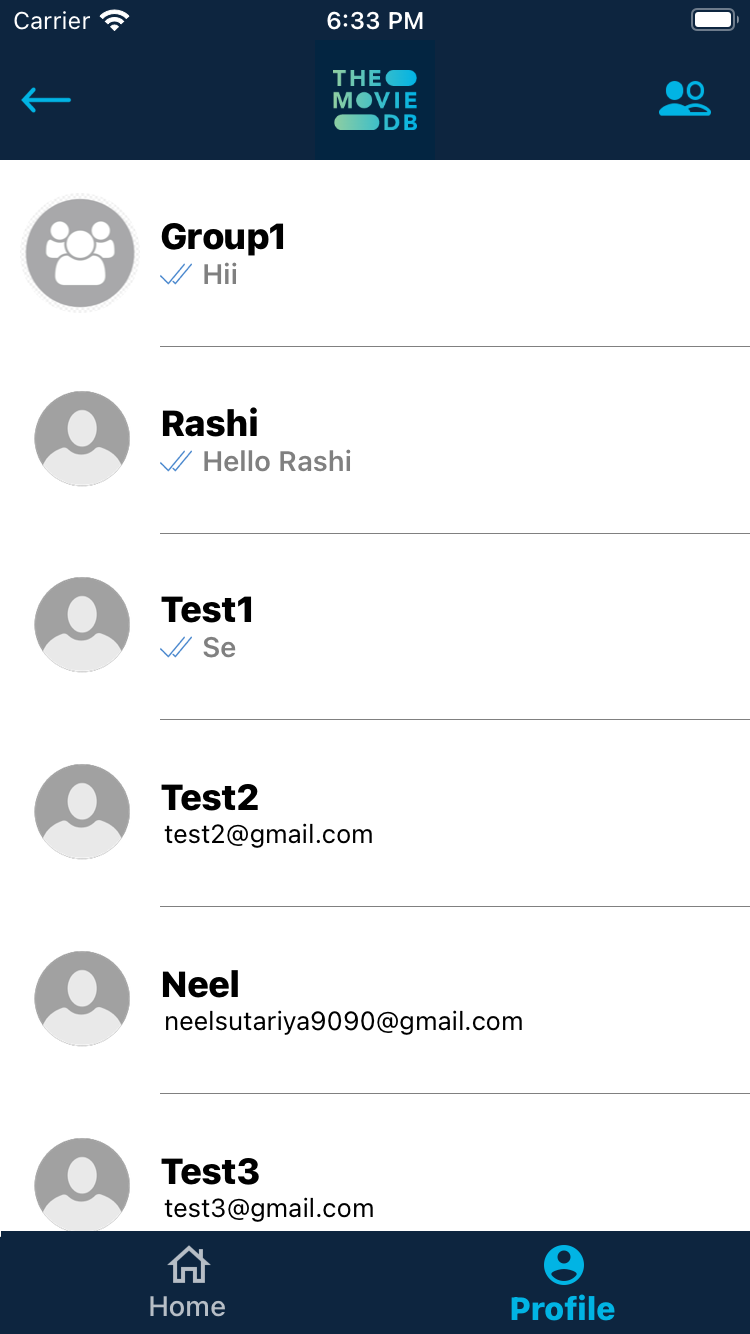 Carrier
6:33 PM
THE
MOVIE
DB
Group1
Hii
Rashi
Hello Rashi
Test1
Se
Test2
test2@gmail.com
Neel
neelsutariya9090@gmail.com
Test3
test3@gmail.com
Home
Profile